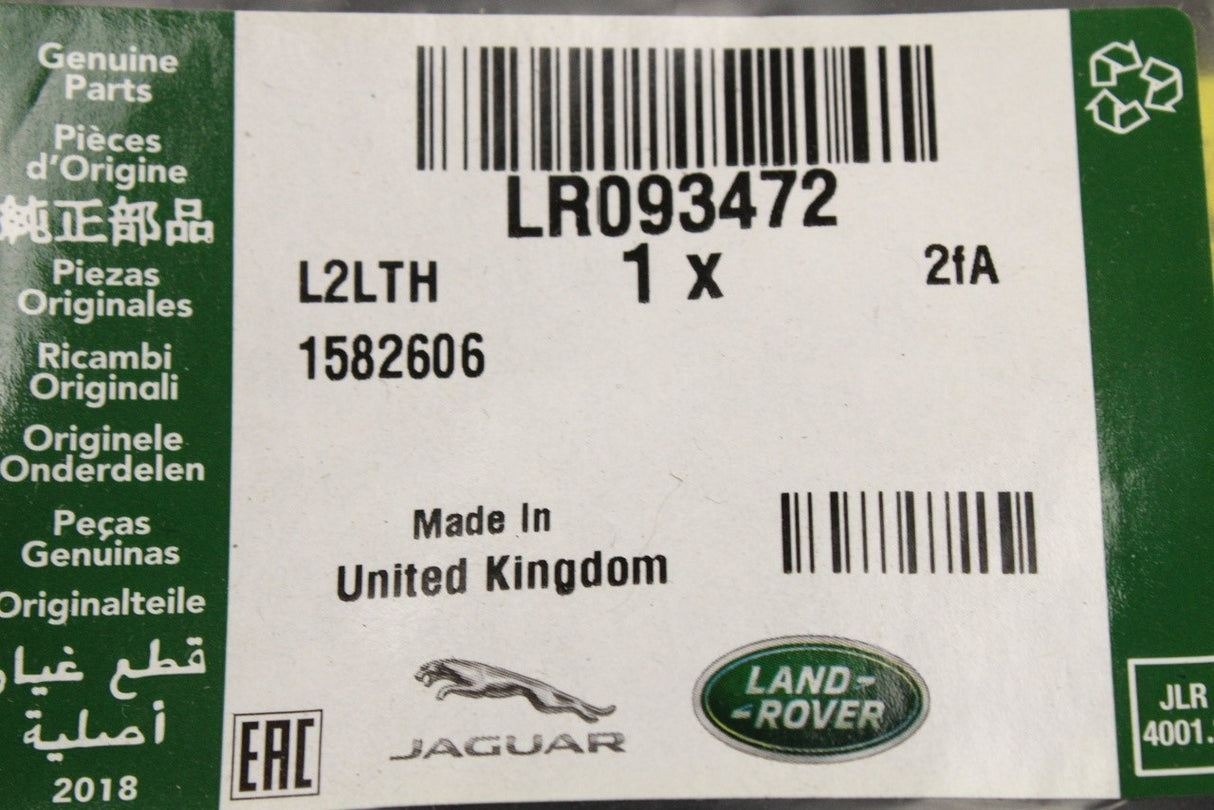 Genuine
Parts
Pièces
d'Origine
純正部品
Piezas
Originales
Ricambi
Originali
Originele
Onderdelen
Peças
Genuinas
Originalteile
قطع غيار
أصلية
2018
LR093472
L2LTH
1 x
2fA
1582606
Made In
United Kingdom
EAC
JAGUAR
LAND-
-ROVER
JLR
4001.